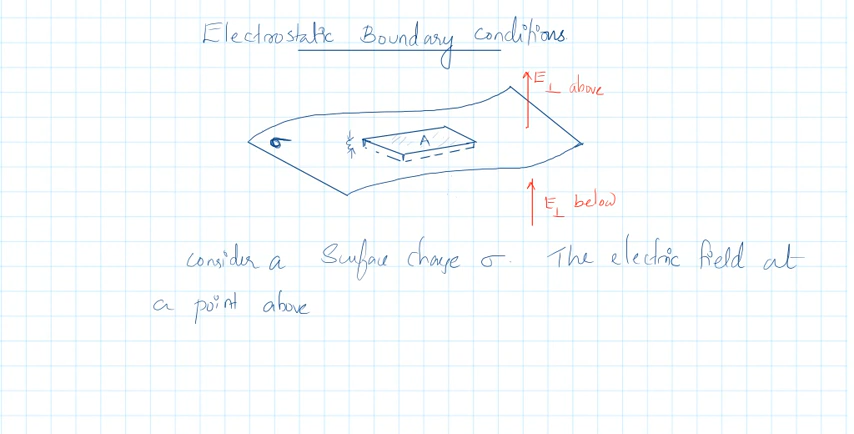 Electrostatic Boundary conditions
E⊥ above
σ
A
E⊥ below
consider a Surface charge σ. The electric field at
a point above